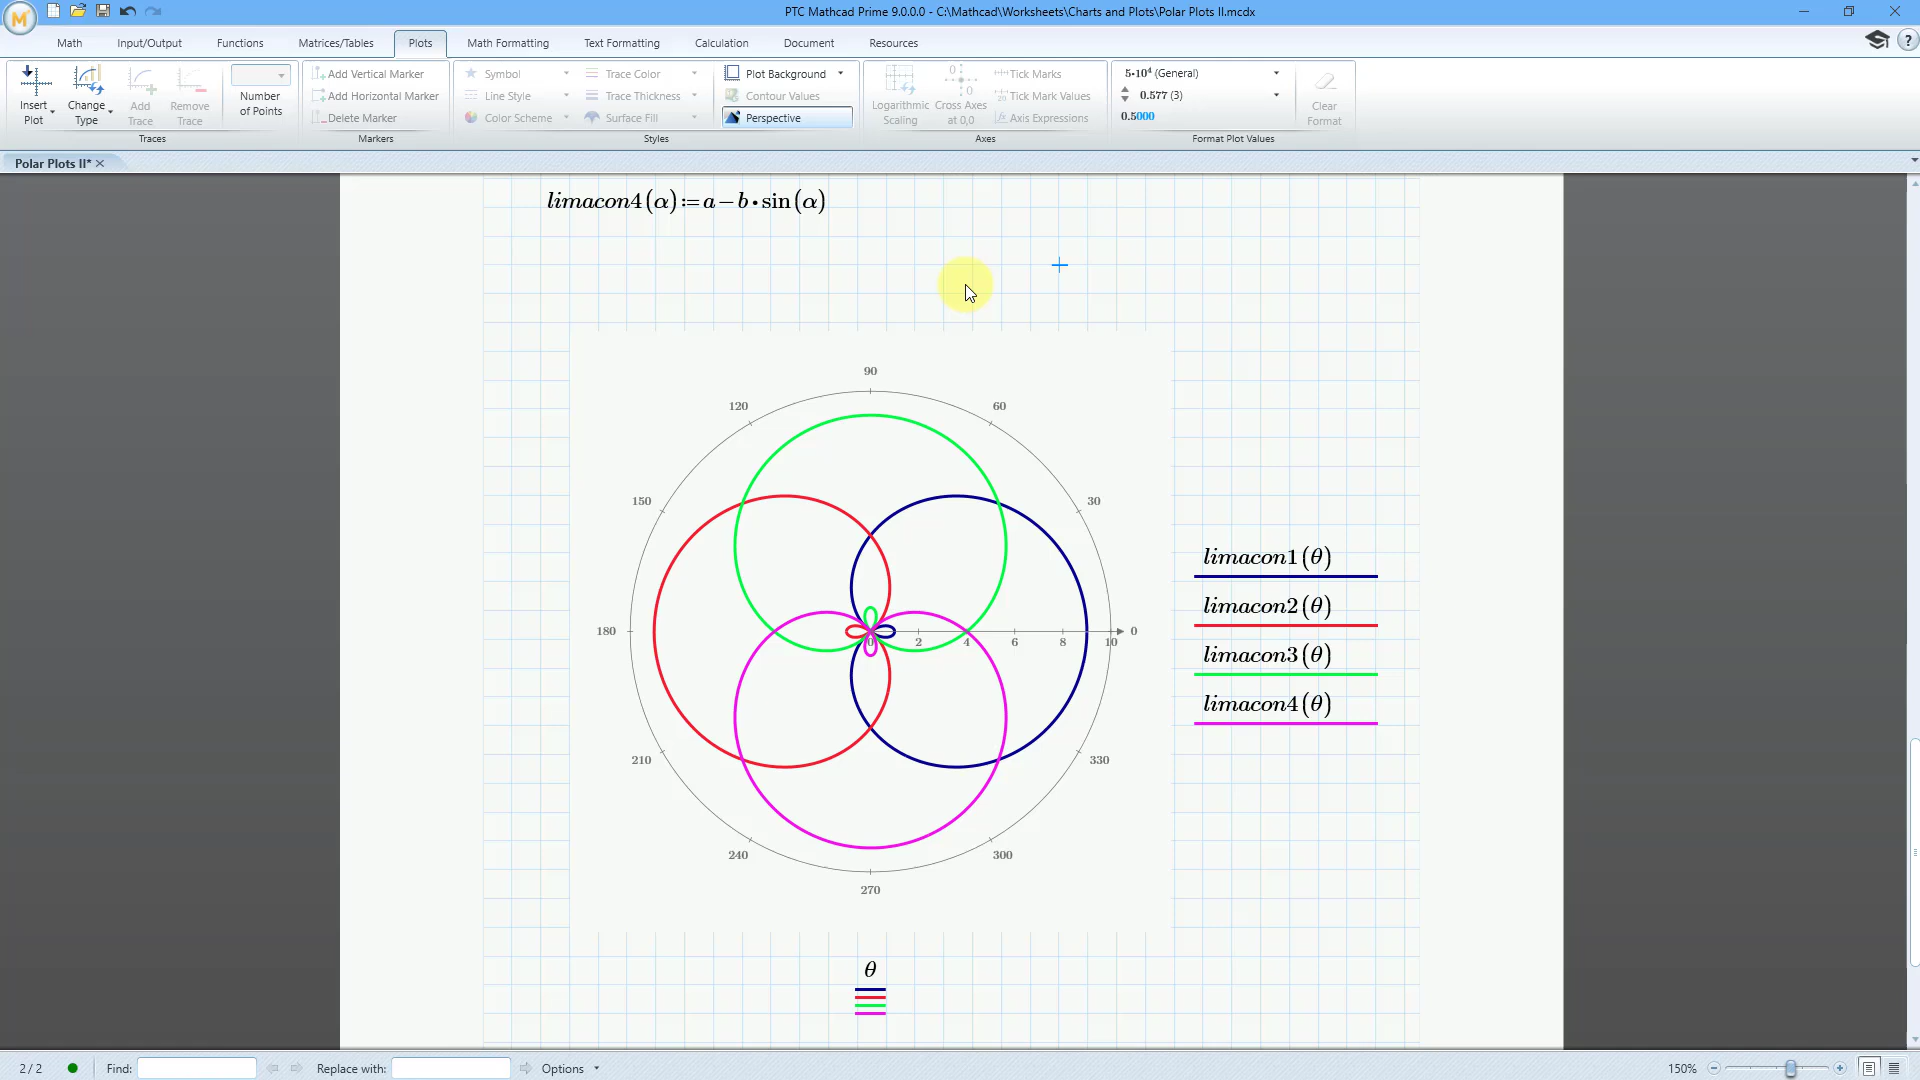 PTC Mathcad Prime 9.0.0.0 - C:\Mathcad\Worksheets\Charts and Plots\Polar Plots II.mcdx
Math Input/Output Functions Matrices/Tables Plots Math Formatting Text Formatting Calculation Document Resources
Insert Plot
Change Type
Add Trace
Remove Trace
Number of Points
Traces
Add Vertical Marker
Add Horizontal Marker
Delete Marker
Markers
Symbol
Line Style
Color Scheme
Trace Color
Trace Thickness
Surface Fill
Plot Background
Contour Values
Perspective
Styles
Logarithmic Scaling
Cross Axes at 0,0
Tick Marks
Tick Mark Values
Axis Expressions
Axes
5•10⁴ (General)
0.577 (3)
0.5000
Format Plot Values
Clear Format
Polar Plots II*
limacon4(α):=a−b•sin(α)
90
120
60
150
30
180
0
0 2 4 6 8 10
210
330
240
300
270
limacon1(θ)
limacon2(θ)
limacon3(θ)
limacon4(θ)
θ
2 / 2
Find:
Replace with:
Options
150%